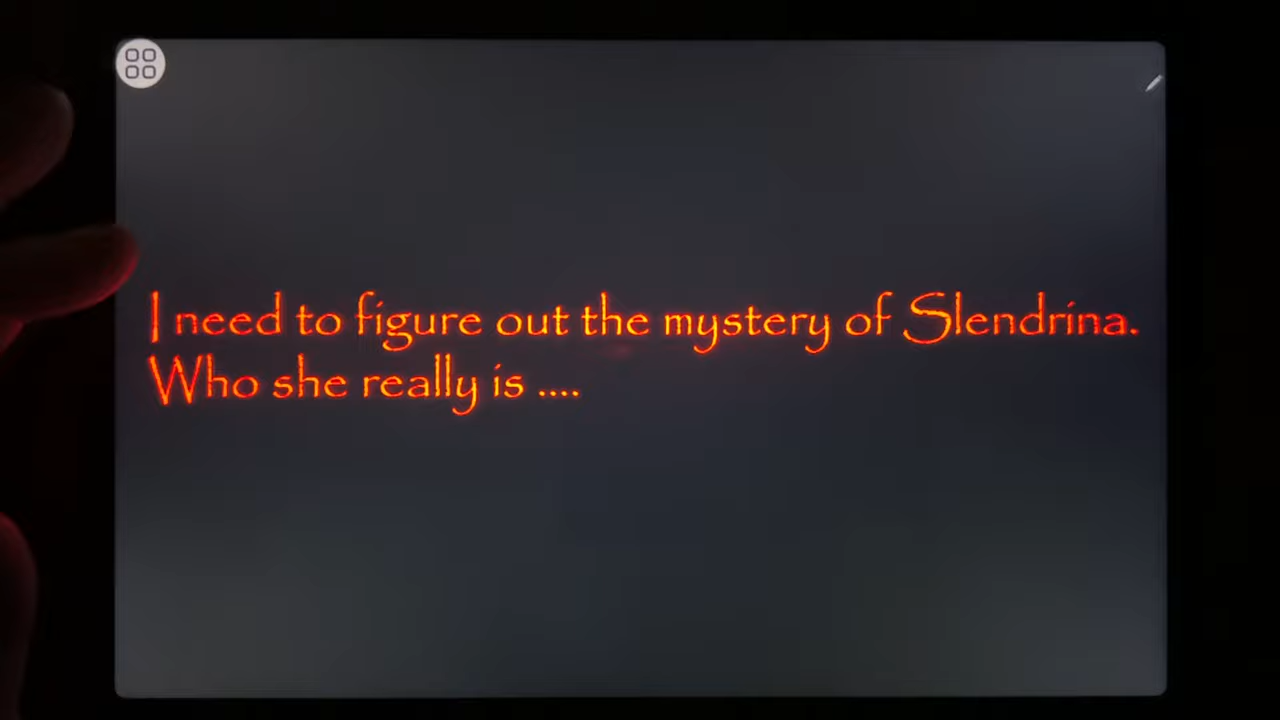 I need to figure out the mystery of Slendrina.
Who she really is ....